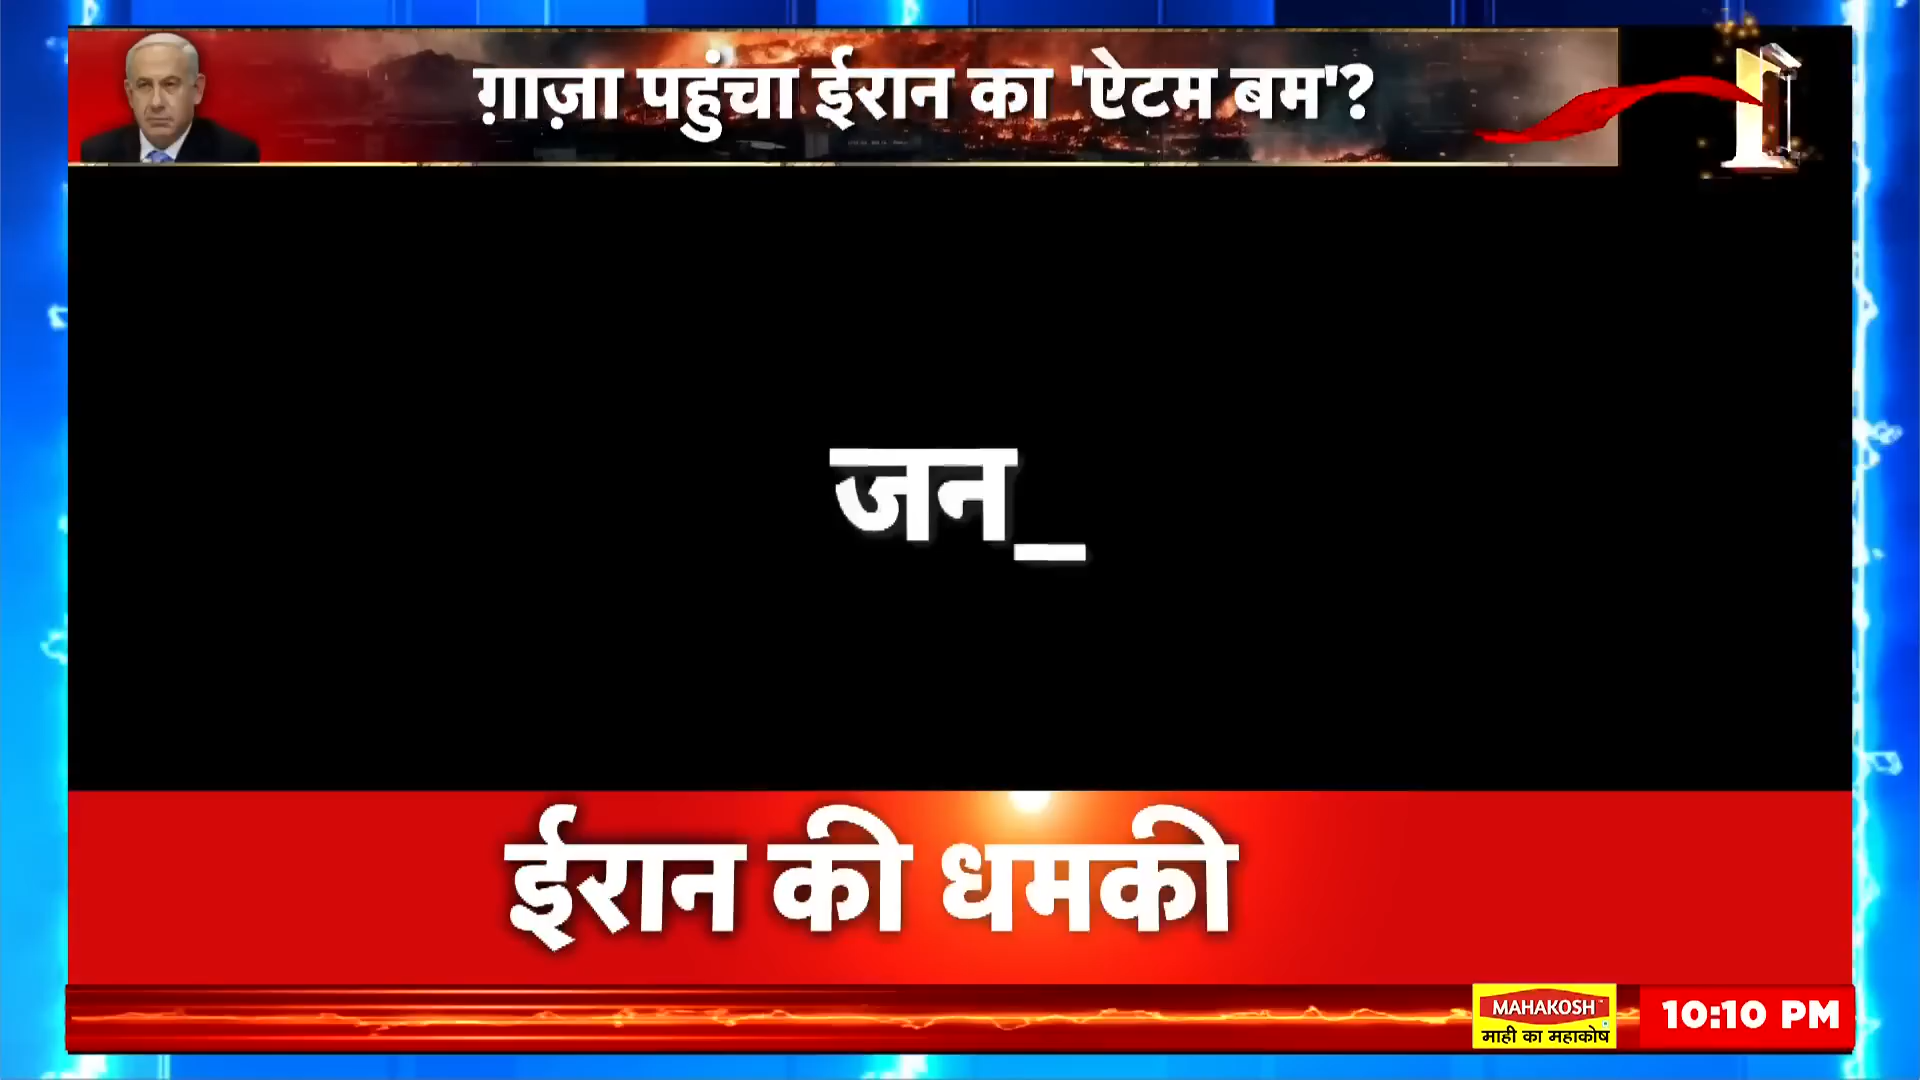 ग़ाज़ा पहुंचा ईरान का 'ऐटम बम'?
जन_
ईरान की धमकी
MAHAKOSH
माही का महाकोष
10:10 PM